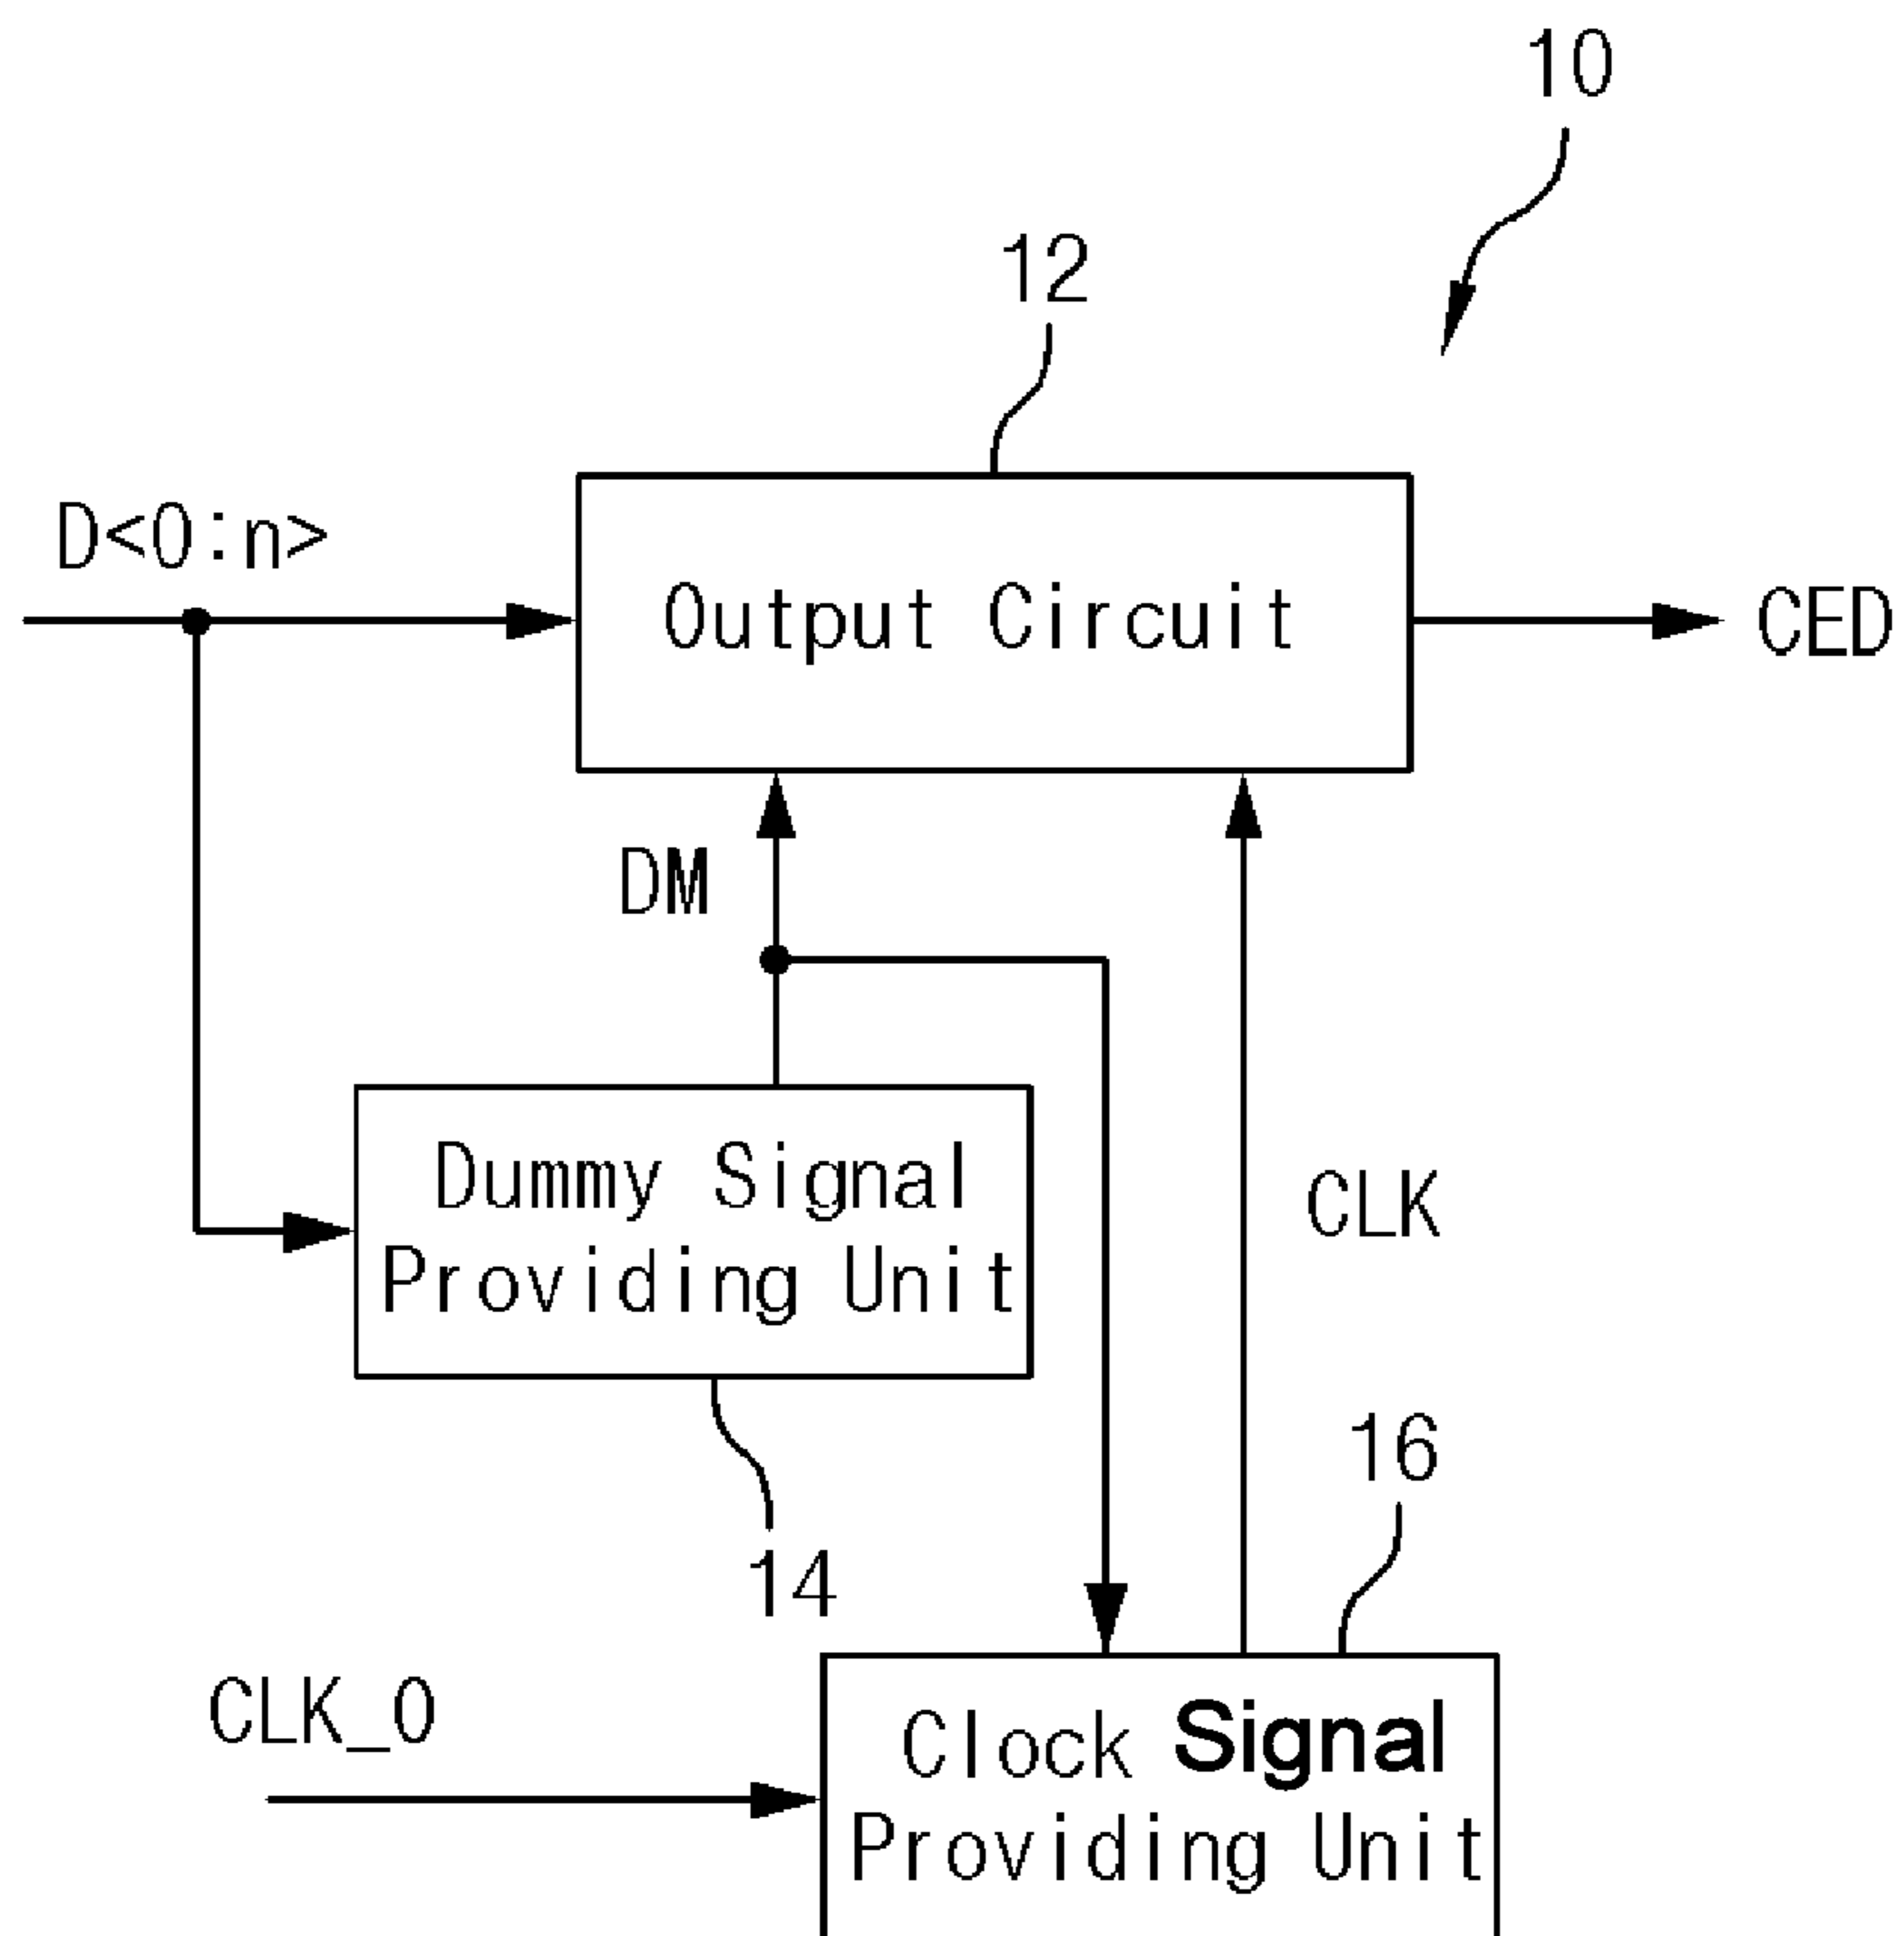 10
12
D<0:n>
Output Circuit
CED
DM
Dummy Signal
Providing Unit
CLK
14
16
CLK_0
Clock Signal
Providing Unit